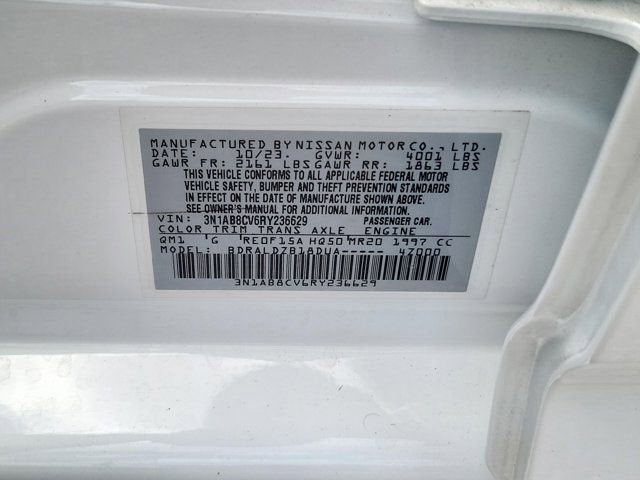 MANUFACTURED BY NISSAN MOTOR CO., LTD.
DATE: 10/23. GVWR: 4001 LBS
GAWR FR: 2161 LBS GAWR RR: 1863 LBS
THIS VEHICLE CONFORMS TO ALL APPLICABLE FEDERAL MOTOR
VEHICLE SAFETY, BUMPER AND THEFT PREVENTION STANDARDS
IN EFFECT ON THE DATE OF MANUFACTURE SHOWN ABOVE.
SEE OWNER'S MANUAL FOR ADDITIONAL INFORMATION.
VIN: 3N1AB8CV6RY236629 PASSENGER CAR.
COLOR TRIM TRANS AXLE ENGINE
QM1 G RE0F15A HQ50 MR20 1997 CC
MODEL: BDRALDZB18DUA----- 47000
3N1AB8CV6RY236629